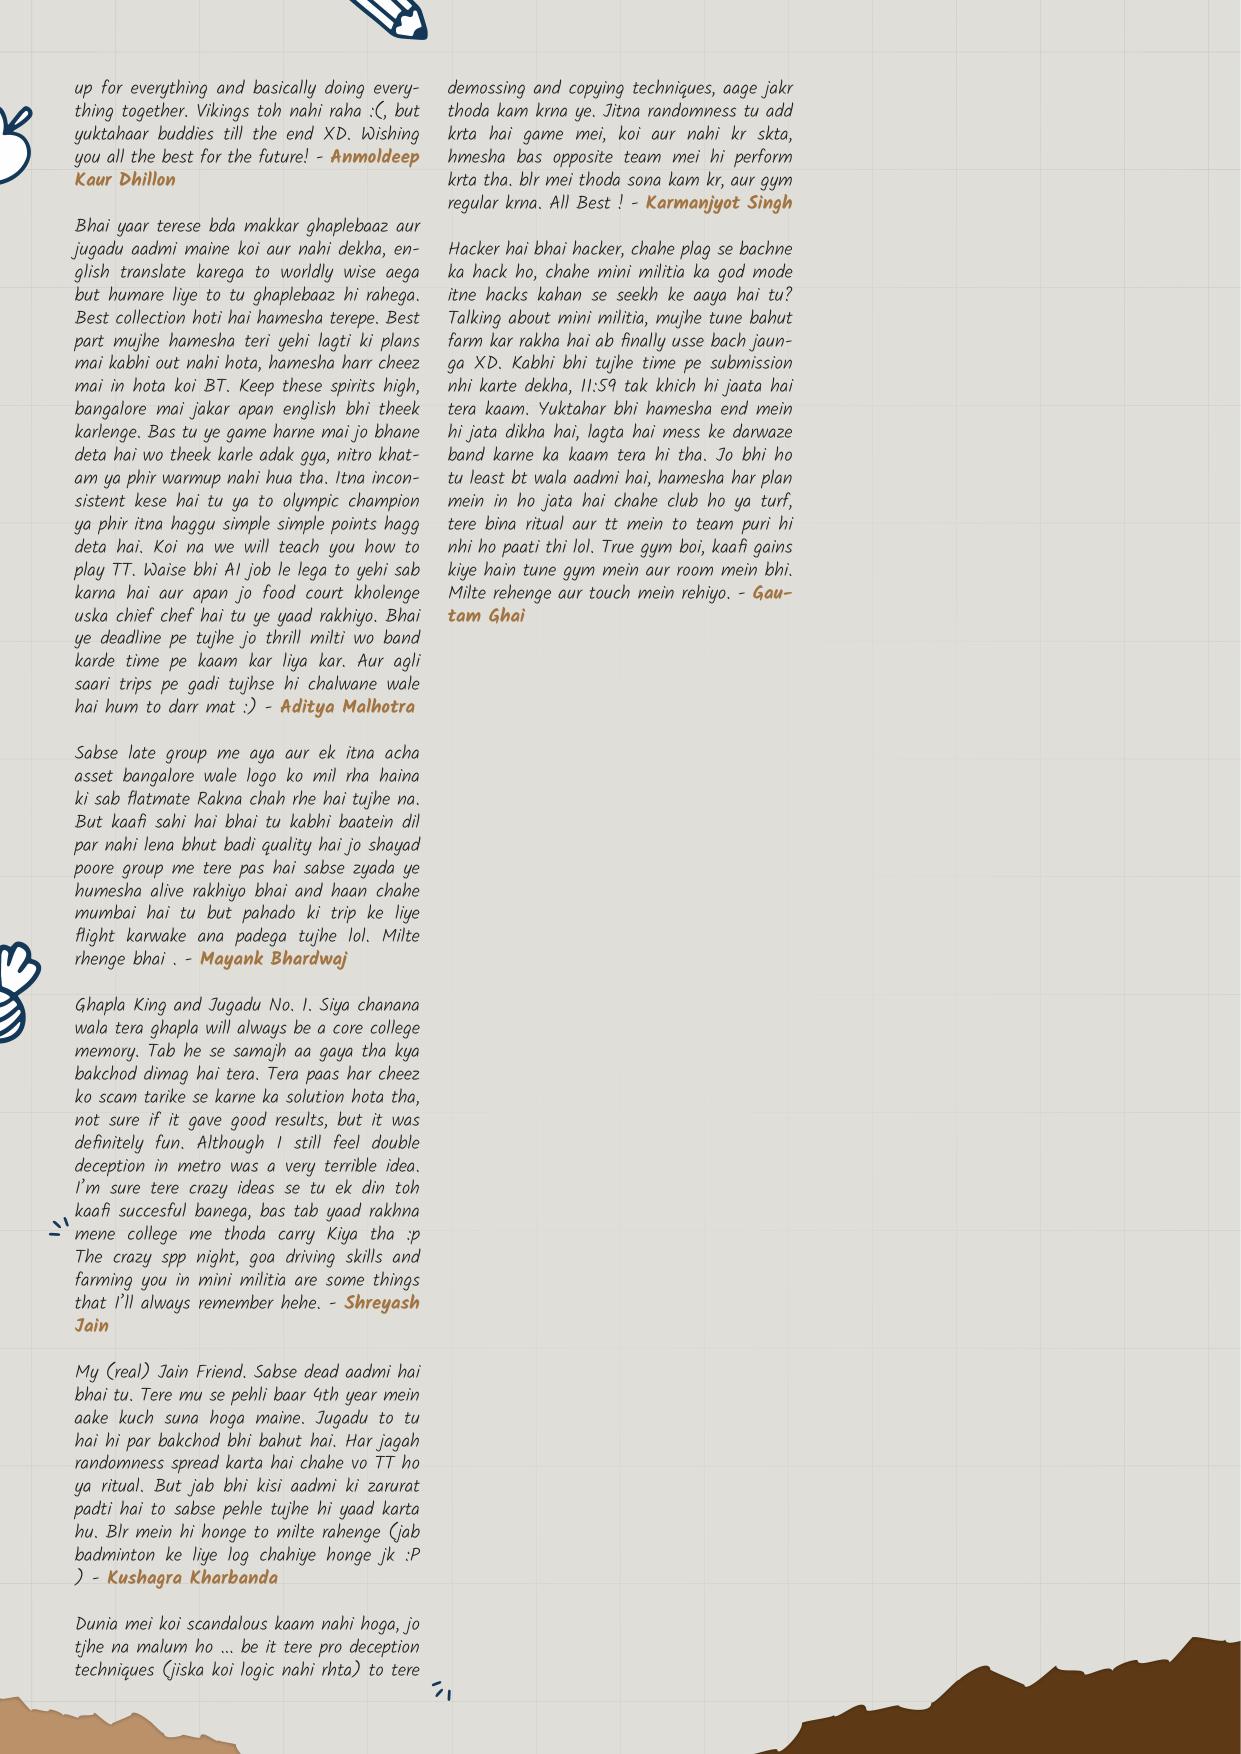 up for everything and basically doing every-
thing together. Vikings toh nahi raha :(, but
yuktahaar buddies till the end XD. Wishing
you all the best for the future! - Anmoldeep
Kaur Dhillon
Bhai yaar terese bda makkar ghaplebaaz aur
jugadu aadmi maine koi aur nahi dekha, en-
glish translate karega to worldly wise aega
but humare liye to tu ghaplebaaz hi rahega.
Best collection hoti hai hamesha terepe. Best
part mujhe hamesha teri yehi lagti ki plans
mai kabhi out nahi hota, hamesha harr cheez
mai in hota koi BT. Keep these spirits high,
bangalore mai jakar apan english bhi theek
karlenge. Bas tu ye game harne mai jo bhane
deta hai wo theek karle adak gya, nitro khat-
am ya phir warmup nahi hua tha. Itna incon-
sistent kese hai tu ya to olympic champion
ya phir itna haggu simple simple points hagg
deta hai. Koi na we will teach you how to
play TT. Waise bhi AI job le lega to yehi sab
karna hai aur apan jo food court kholenge
uska chief chef hai tu ye yaad rakhiyo. Bhai
ye deadline pe tujhe jo thrill milti wo band
karde time pe kaam kar liya kar. Aur agli
saari trips pe gadi tujhse hi chalwane wale
hai hum to darr mat :) - Aditya Malhotra
Sabse late group me aya aur ek itna acha
asset bangalore wale logo ko mil rha haina
ki sab flatmate Rakna chah rhe hai tujhe na.
But kaafi sahi hai bhai tu kabhi baatein dil
par nahi lena bhut badi quality hai jo shayad
poore group me tere pas hai sabse zyada ye
humesha alive rakhiyo bhai and haan chahe
mumbai hai tu but pahado ki trip ke liye
flight karwake ana padega tujhe lol. Milte
rhenge bhai . - Mayank Bhardwaj
Ghapla King and Jugadu No. 1. Siya chanana
wala tera ghapla will always be a core college
memory. Tab he se samajh aa gaya tha kya
bakchod dimag hai tera. Tera paas har cheez
ko scam tarike se karne ka solution hota tha,
not sure if it gave good results, but it was
definitely fun. Although I still feel double
deception in metro was a very terrible idea.
I'm sure tere crazy ideas se tu ek din toh
kaafi succesful banega, bas tab yaad rakhna
mene college me thoda carry Kiya tha :p
The crazy spp night, goa driving skills and
farming you in mini militia are some things
that I'll always remember hehe. - Shreyash
Jain
My (real) Jain Friend. Sabse dead aadmi hai
bhai tu. Tere mu se pehli baar 4th year mein
aake kuch suna hoga maine. Jugadu to tu
hai hi par bakchod bhi bahut hai. Har jagah
randomness spread karta hai chahe vo TT ho
ya ritual. But jab bhi kisi aadmi ki zarurat
padti hai to sabse pehle tujhe hi yaad karta
hu. Blr mein hi honge to milte rahenge (jab
badminton ke liye log chahiye honge jk :P
) - Kushagra Kharbanda
Dunia mei koi scandalous kaam nahi hoga, jo
tjhe na malum ho ... be it tere pro deception
techniques (jiska koi logic nahi rhta) to tere
demossing and copying techniques, aage jakr
thoda kam krna ye. Jitna randomness tu add
krta hai game mei, koi aur nahi kr skta,
hmesha bas opposite team mei hi perform
krta tha. blr mei thoda sona kam kr, aur gym
regular krna. All Best ! - Karmanjyot Singh
Hacker hai bhai hacker, chahe plag se bachne
ka hack ho, chahe mini militia ka god mode
itne hacks kahan se seekh ke aaya hai tu?
Talking about mini militia, mujhe tune bahut
farm kar rakha hai ab finally usse bach jaun-
ga XD. Kabhi bhi tujhe time pe submission
nhi karte dekha, 11:59 tak khich hi jaata hai
tera kaam. Yuktahar bhi hamesha end mein
hi jata dikha hai, lagta hai mess ke darwaze
band karne ka kaam tera hi tha. Jo bhi ho
tu least bt wala aadmi hai, hamesha har plan
mein in ho jata hai chahe club ho ya turf,
tere bina ritual aur tt mein to team puri hi
nhi ho paati thi lol. True gym boi, kaafi gains
kiye hain tune gym mein aur room mein bhi.
Milte rehenge aur touch mein rehiyo. - Gau-
tam Ghai